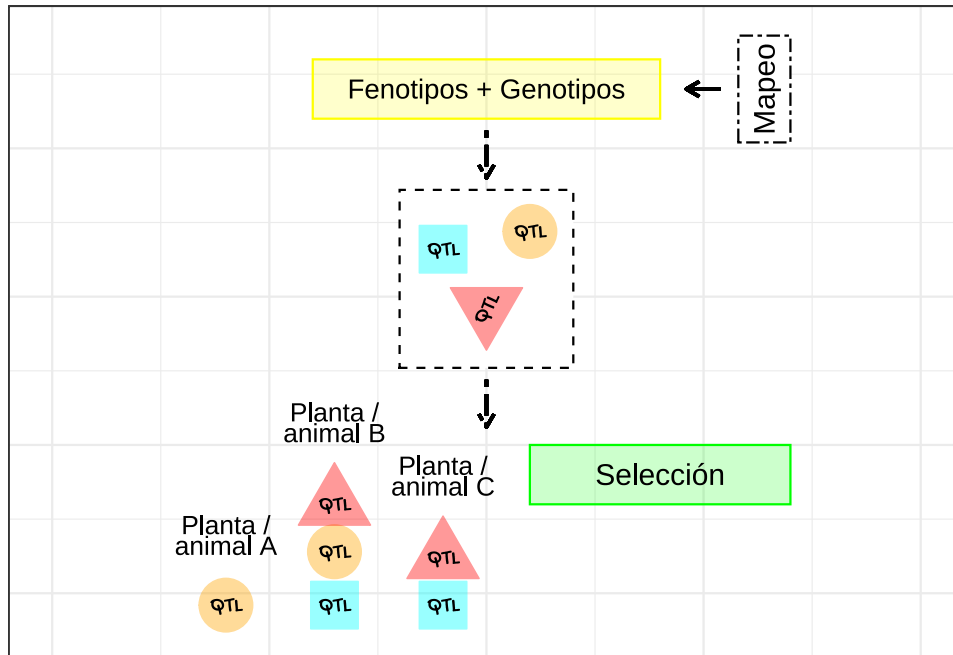 Fenotipos + Genotipos
Mapeo
QTL
QTL
QTL
Planta /
animal B
Planta /
animal C
Selección
Planta /
animal A
QTL
QTL
QTL
QTL
QTL
QTL